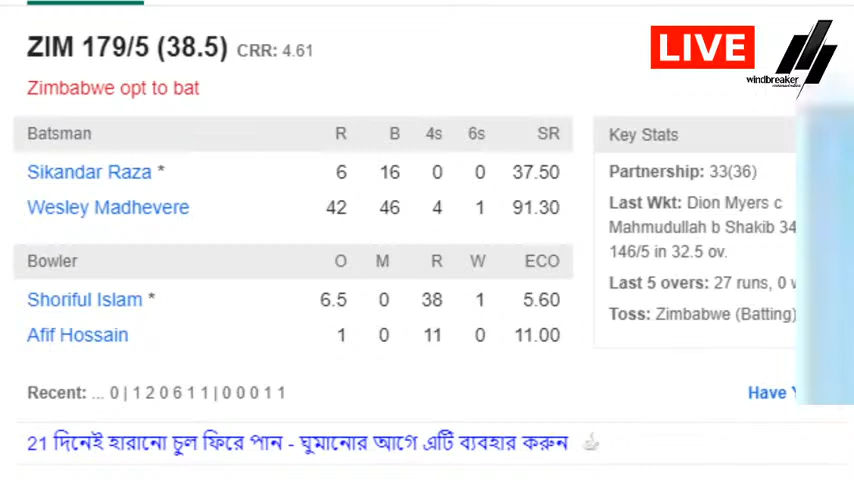 ZIM 179/5 (38.5) CRR: 4.61
LIVE
windbreaker
Zimbabwe opt to bat
Batsman R B 4s 6s SR
Sikandar Raza * 6 16 0 0 37.50
Wesley Madhevere 42 46 4 1 91.30
Bowler O M R W ECO
Shoriful Islam * 6.5 0 38 1 5.60
Afif Hossain 1 0 11 0 11.00
Key Stats
Partnership: 33(36)
Last Wkt: Dion Myers c
Mahmudullah b Shakib 34
146/5 in 32.5 ov.
Last 5 overs: 27 runs, 0
Toss: Zimbabwe (Batting)
Recent: ... 0 | 1 2 0 6 1 1 | 0 0 0 1 1
Have
21 দিনেই হারানো চুল ফিরে পান - ঘুমানোর আগে এটি ব্যবহার করুন